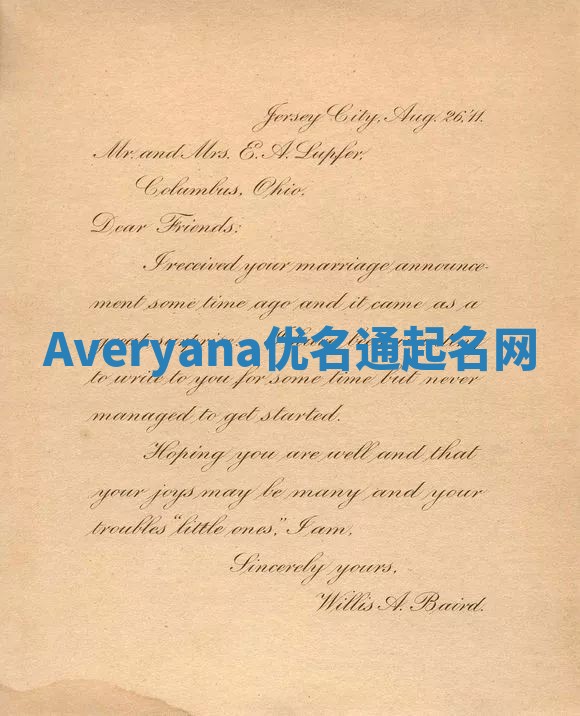 Jersey City, Aug. 26,'11.
Mr. and Mrs. E. A. Lupfer,
Columbus, Ohio.
Dear Friends:
I received your marriage announce-
ment some time ago and it came as a
great surprise.
Averyana优名通起名网
to write to you for some time but never
managed to get started.
Hoping you are well and that
your joys may be many and your
troubles "little ones," I am,
Sincerely yours,
Willis A. Baird.